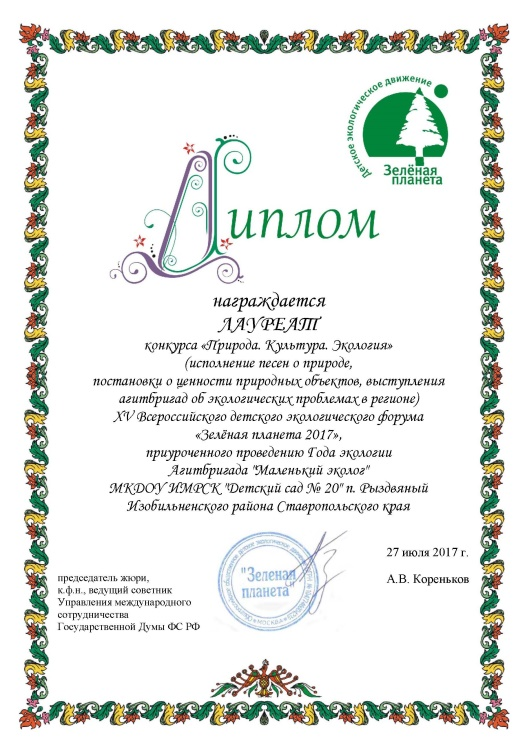 Детское экологическое движение
Зелёная
планета
Диплом
награждается
ЛАУРЕАТ
конкурса «Природа. Культура. Экология»
(исполнение песен о природе,
постановки о ценности природных объектов, выступления
агитбригад об экологических проблемах в регионе)
XV Всероссийского детского экологического форума
«Зелёная планета 2017»,
приуроченного проведению Года экологии
Агитбригада "Маленький эколог"
МКДОУ ИМРСК "Детский сад № 20" п. Рыздвяный
Изобильненского района Ставропольского края
"Зеленая
планета"
МОСКВА
27 июля 2017 г.
А.В. Кореньков
председатель жюри,
к.ф.н., ведущий советник
Управления международного
сотрудничества
Государственной Думы ФС РФ